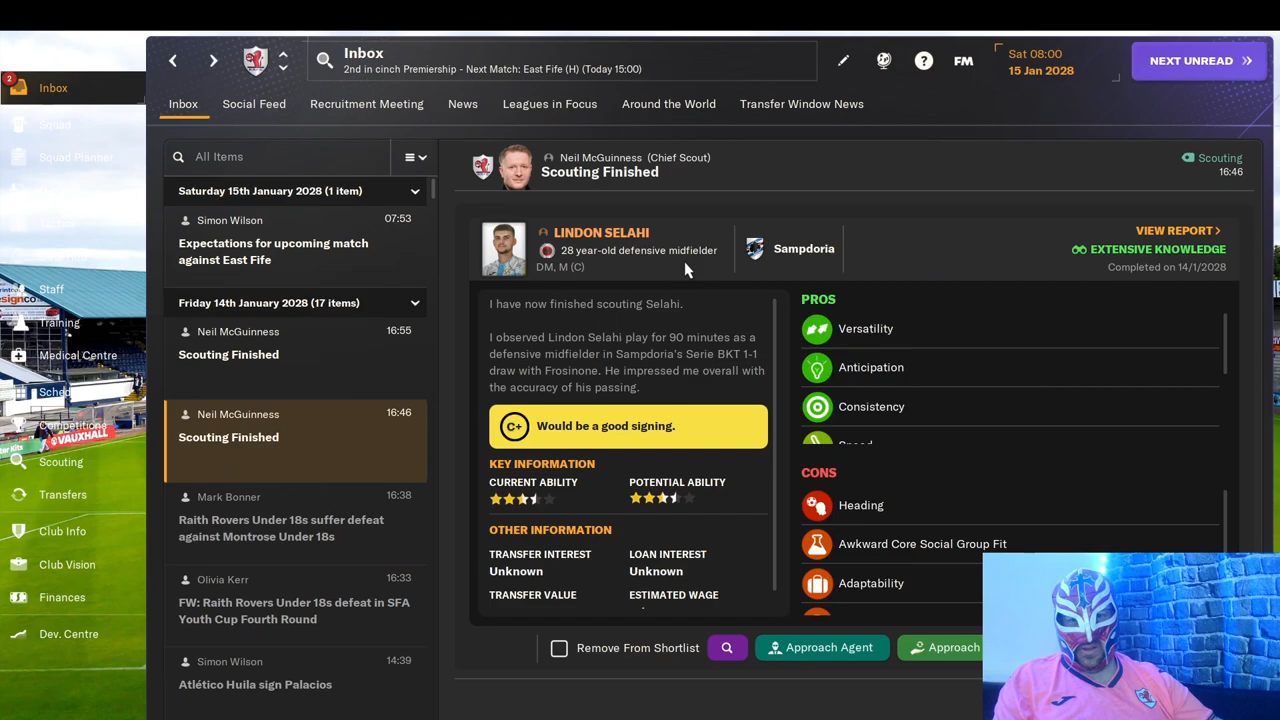 Inbox
2nd in cinch Premiership - Next Match: East Fife (H) (Today 15:00)
FM
Sat 08:00
15 Jan 2028
NEXT UNREAD
2
Inbox
Squad
Squad Planner
Staff
Training
Medical Centre
Sched
Competitions
VAUXHALL
Scouting
Transfers
Club Info
Club Vision
Finances
Dev. Centre
Inbox
Social Feed
Recruitment Meeting
News
Leagues in Focus
Around the World
Transfer Window News
All Items
Saturday 15th January 2028 (1 item)
Simon Wilson
07:53
Expectations for upcoming match
against East Fife
Friday 14th January 2028 (17 items)
Neil McGuinness
16:55
Scouting Finished
Neil McGuinness
16:46
Scouting Finished
Mark Bonner
16:38
Raith Rovers Under 18s suffer defeat
against Montrose Under 18s
Olivia Kerr
16:33
FW: Raith Rovers Under 18s defeat in SFA
Youth Cup Fourth Round
Simon Wilson
14:39
Atlético Huila sign Palacios
Neil McGuinness (Chief Scout)
Scouting Finished
Scouting
16:46
LINDON SELAHI
28 year-old defensive midfielder
DM, M (C)
Sampdoria
VIEW REPORT >
EXTENSIVE KNOWLEDGE
Completed on 14/1/2028
I have now finished scouting Selahi.
I observed Lindon Selahi play for 90 minutes as a
defensive midfielder in Sampdoria's Serie BKT 1-1
draw with Frosinone. He impressed me overall with
the accuracy of his passing.
C+
Would be a good signing.
KEY INFORMATION
CURRENT ABILITY
POTENTIAL ABILITY
OTHER INFORMATION
TRANSFER INTEREST
LOAN INTEREST
Unknown
Unknown
TRANSFER VALUE
ESTIMATED WAGE
PROS
Versatility
Anticipation
Consistency
Speed
CONS
Heading
Awkward Core Social Group Fit
Adaptability
Remove From Shortlist
Approach Agent
Approach